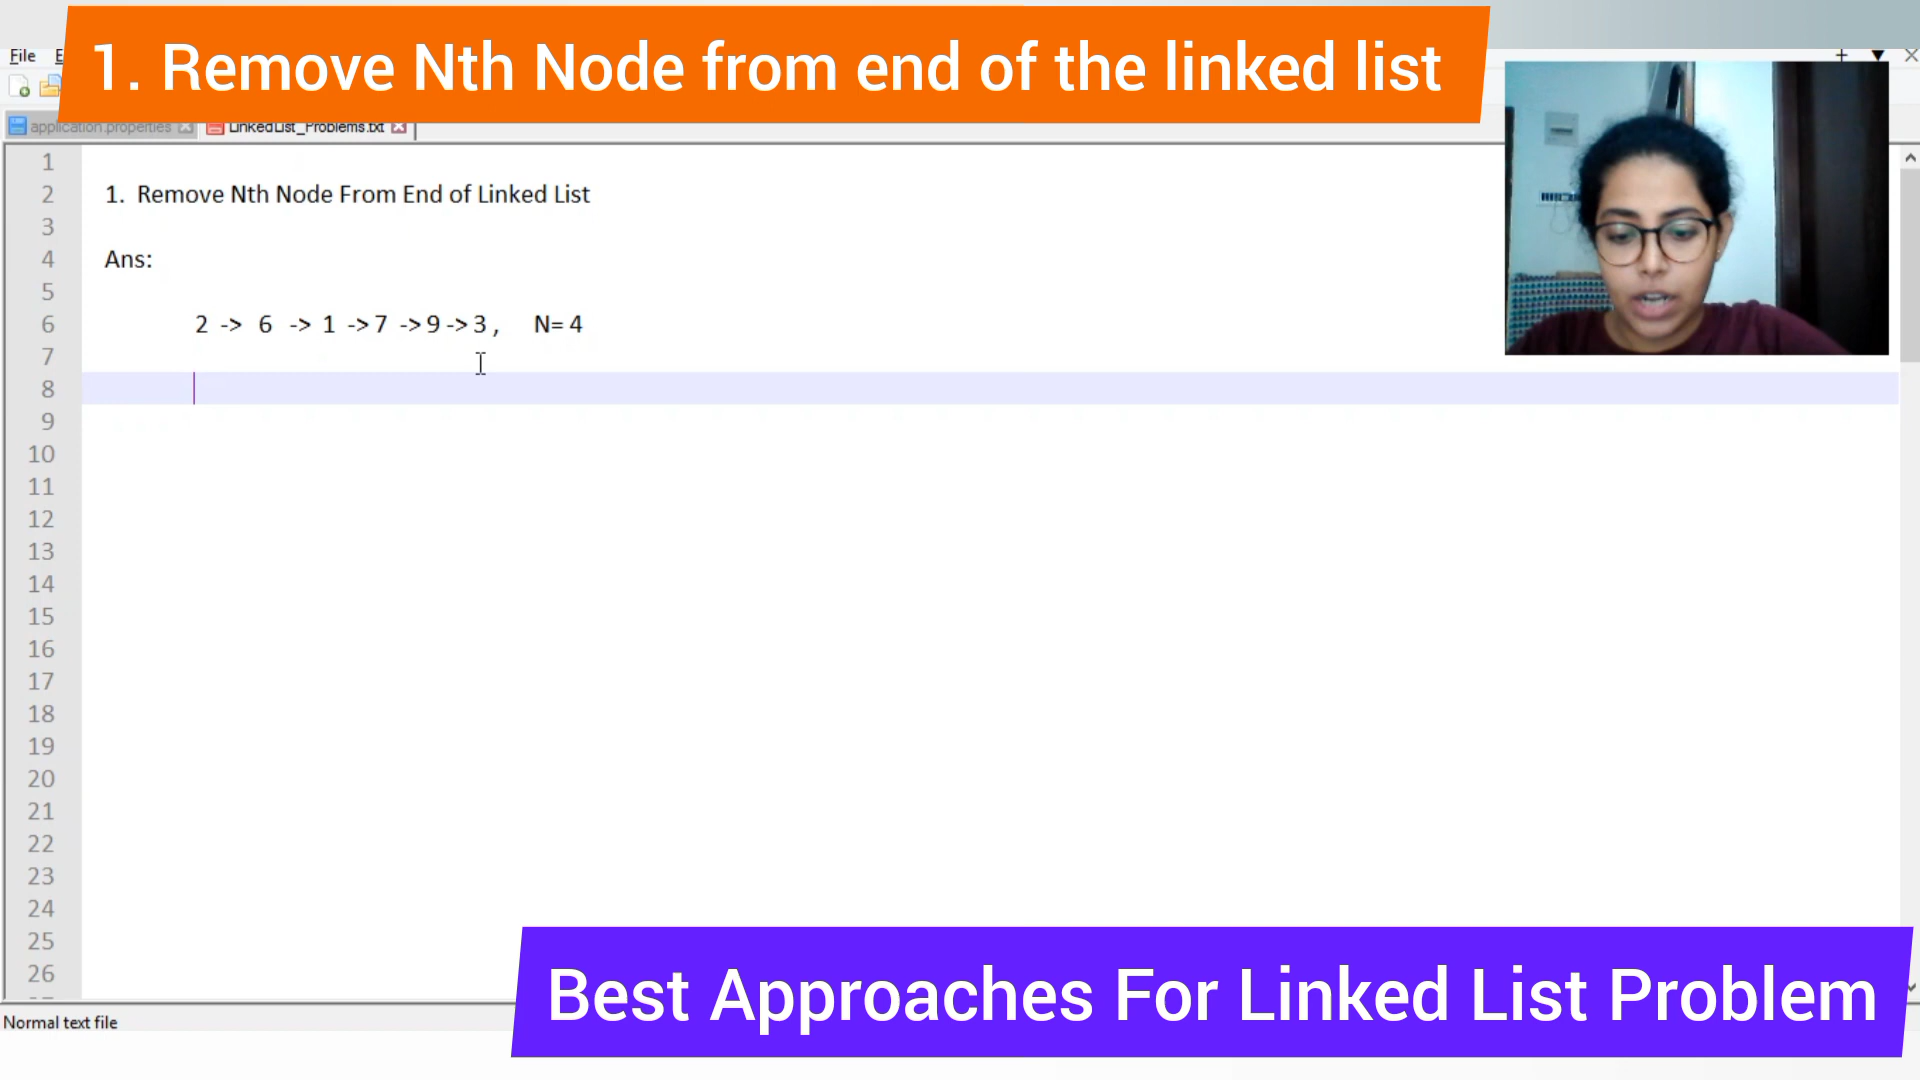 1. Remove Nth Node from end of the linked list
File
application.properties
LinkedList_Problems.txt
1
2 1. Remove Nth Node From End of Linked List
3
4 Ans:
5
6 2 -> 6 -> 1 ->7 ->9->3, N= 4
7
8
9
10
11
12
13
14
15
16
17
18
19
20
21
22
23
24
25
26
Best Approaches For Linked List Problem
Normal text file